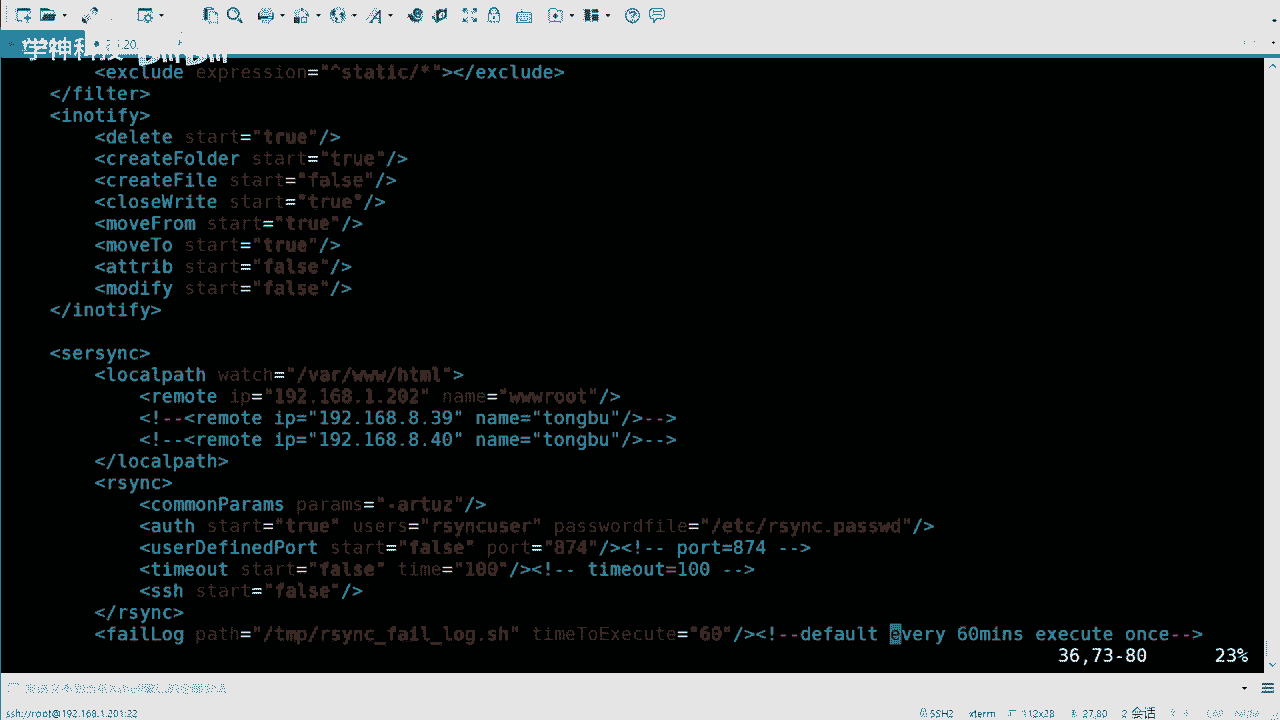 <exclude expression="^static/*"></exclude>
</filter>
<inotify>
<delete start="true"/>
<createFolder start="true"/>
<createFile start="false"/>
<closeWrite start="true"/>
<moveFrom start="true"/>
<moveTo start="true"/>
<attrib start="false"/>
<modify start="false"/>
</inotify>
<sersync>
<localpath watch="/var/www/html">
<remote ip="192.168.1.202" name="wwwroot"/>
<!--<remote ip="192.168.8.39" name="tongbu"/>-->
<!--<remote ip="192.168.8.40" name="tongbu"/>-->
</localpath>
<rsync>
<commonParams params="-artuz"/>
<auth start="true" users="rsyncuser" passwordfile="/etc/rsync.passwd"/>
<userDefinedPort start="false" port="874"/><!-- port=874 -->
<timeout start="false" time="100"/><!-- timeout=100 -->
<ssh start="false"/>
</rsync>
<failLog path="/tmp/rsync_fail_log.sh" timeToExecute="60"/><!--default every 60mins execute once-->
36,73-80 23%
ssh://root@192.168.1.201:22 SSH2 xterm 112x28 27,80 2 会话